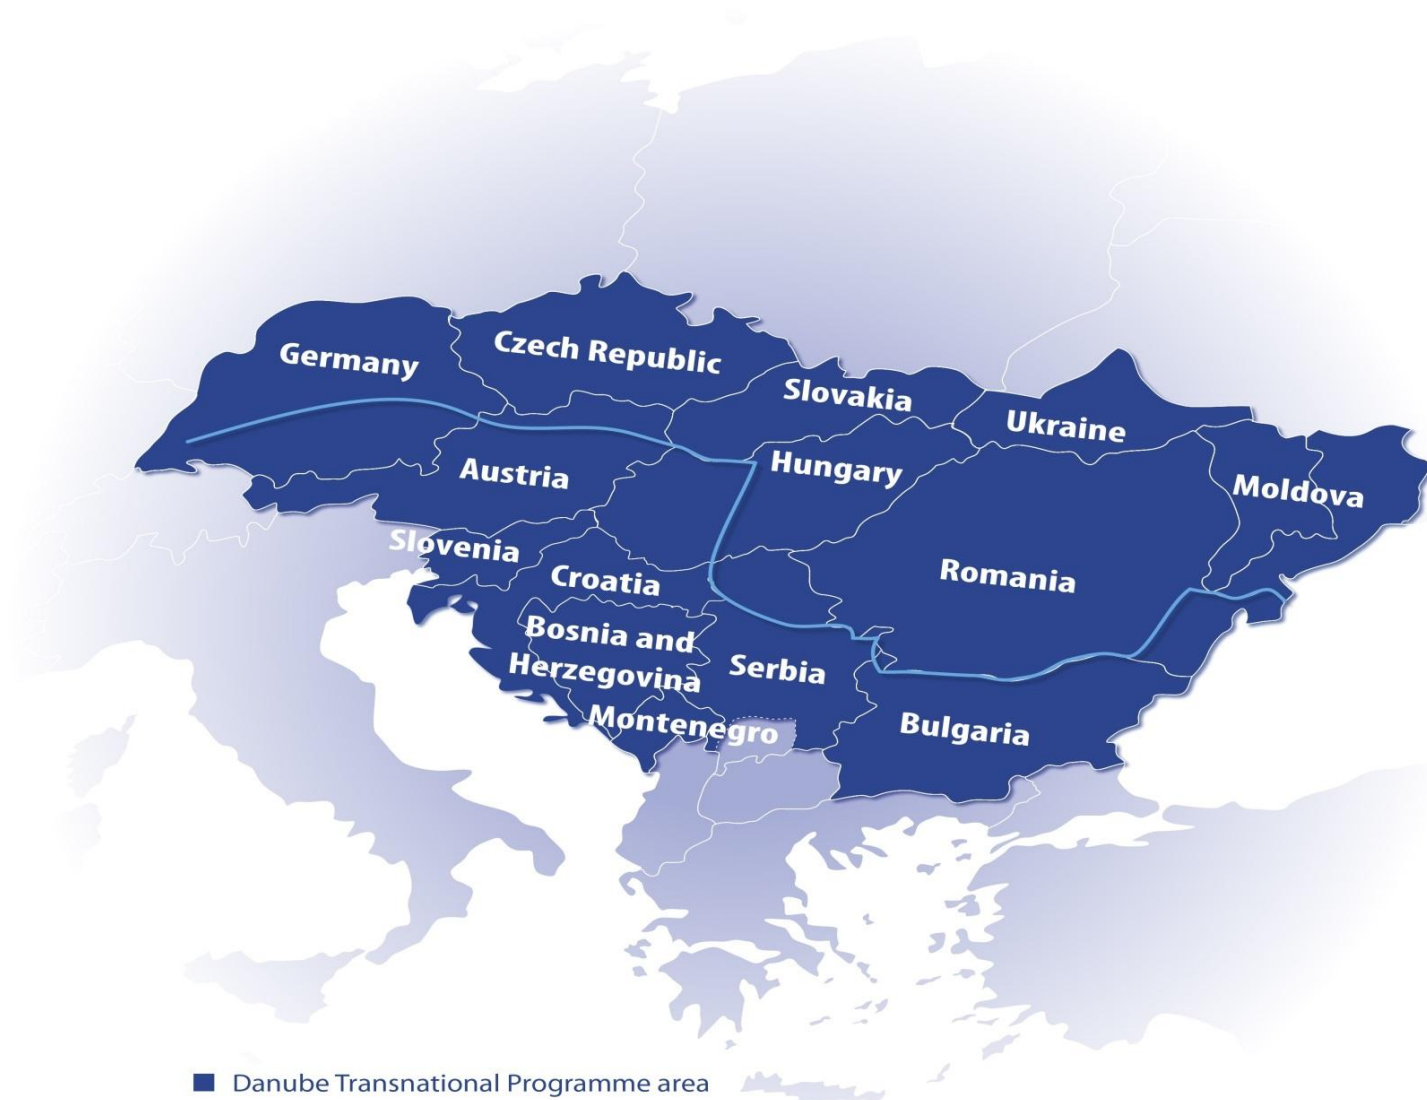 Czech Republic
Germany
Slovakia
Ukraine
Hungary
Austria
Moldova
Slovenia
Croatia
Romania
Bosnia and
Herzegovina
Serbia
Montenegro
Bulgaria
Danube Transnational Programme area